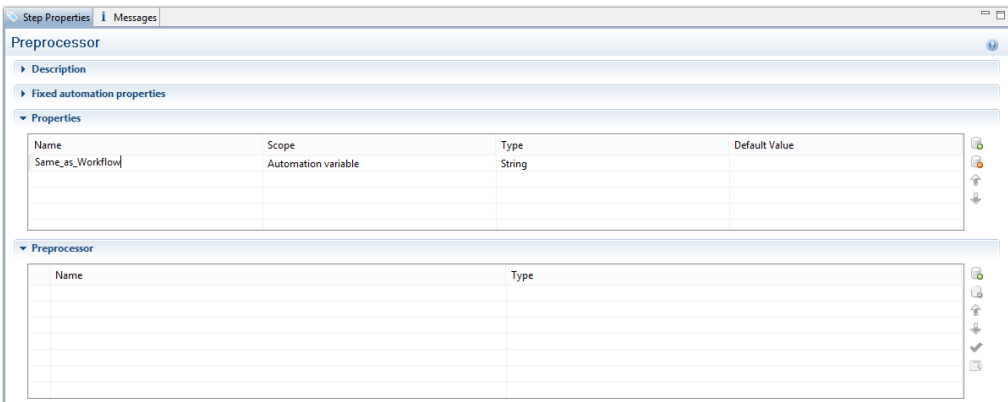 Step Properties i Messages
Preprocessor
Description
Fixed automation properties
Properties
Name Scope Type Default Value
Same_as_Workflow Automation variable String
Preprocessor
Name Type